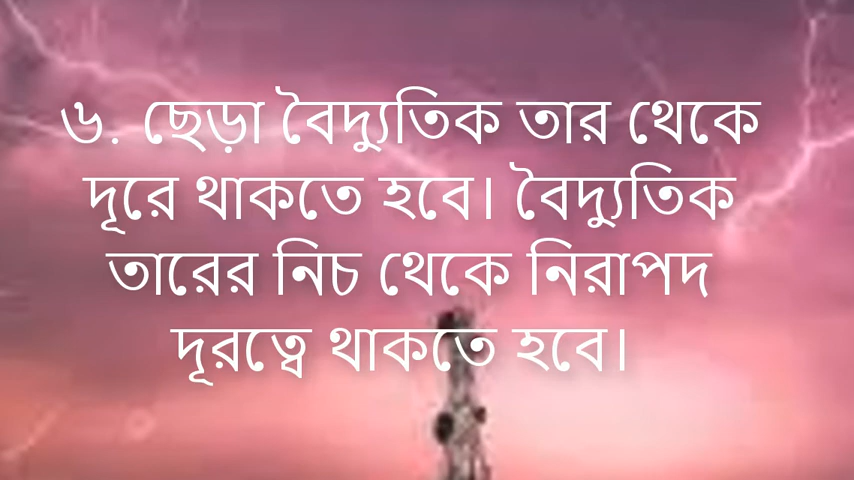 ৬. ছেড়া বৈদ্যুতিক তার থেকে
দূরে থাকতে হবে। বৈদ্যুতিক
তারের নিচ থেকে নিরাপদ
দূরত্বে থাকতে হবে।